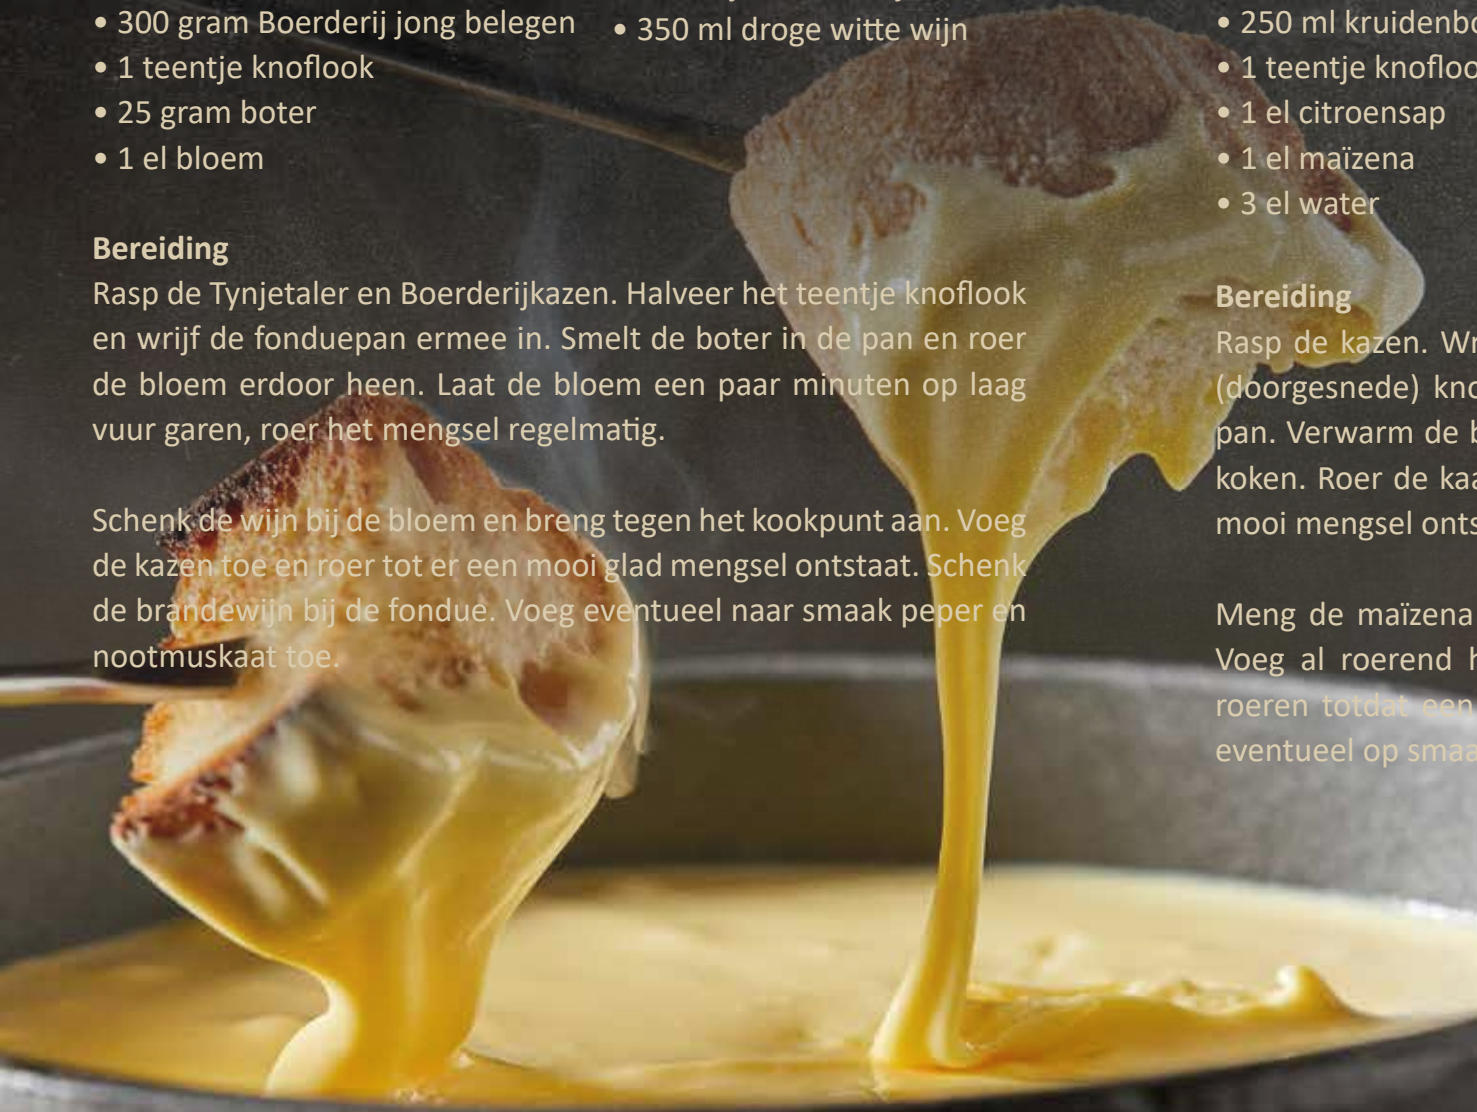 • 300 gram Boerderij jong belegen
• 1 teentje knoflook
• 25 gram boter
• 1 el bloem
• 350 ml droge witte wijn
Bereiding
Rasp de Tynjetaler en Boerderijkazen. Halveer het teentje knoflook
en wrijf de fonduepan ermee in. Smelt de boter in de pan en roer
de bloem erdoor heen. Laat de bloem een paar minuten op laag
vuur garen, roer het mengsel regelmatig.
Schenk de wijn bij de bloem en breng tegen het kookpunt aan. Voeg
de kazen toe en roer tot er een mooi glad mengsel ontstaat. Schenk
de brandewijn bij de fondue. Voeg eventueel naar smaak peper en
nootmuskaat toe.
• 250 ml
• 1 teentje
• 1 el citroensap
• 1 el maïzena
• 3 el water
Bereiding
Rasp de kazen.
(doorgesnede)
pan. Verwarm de
koken. Roer de
mooi mengsel
Meng de maïzena
Voeg al roerend
roeren totdat een
eventueel op